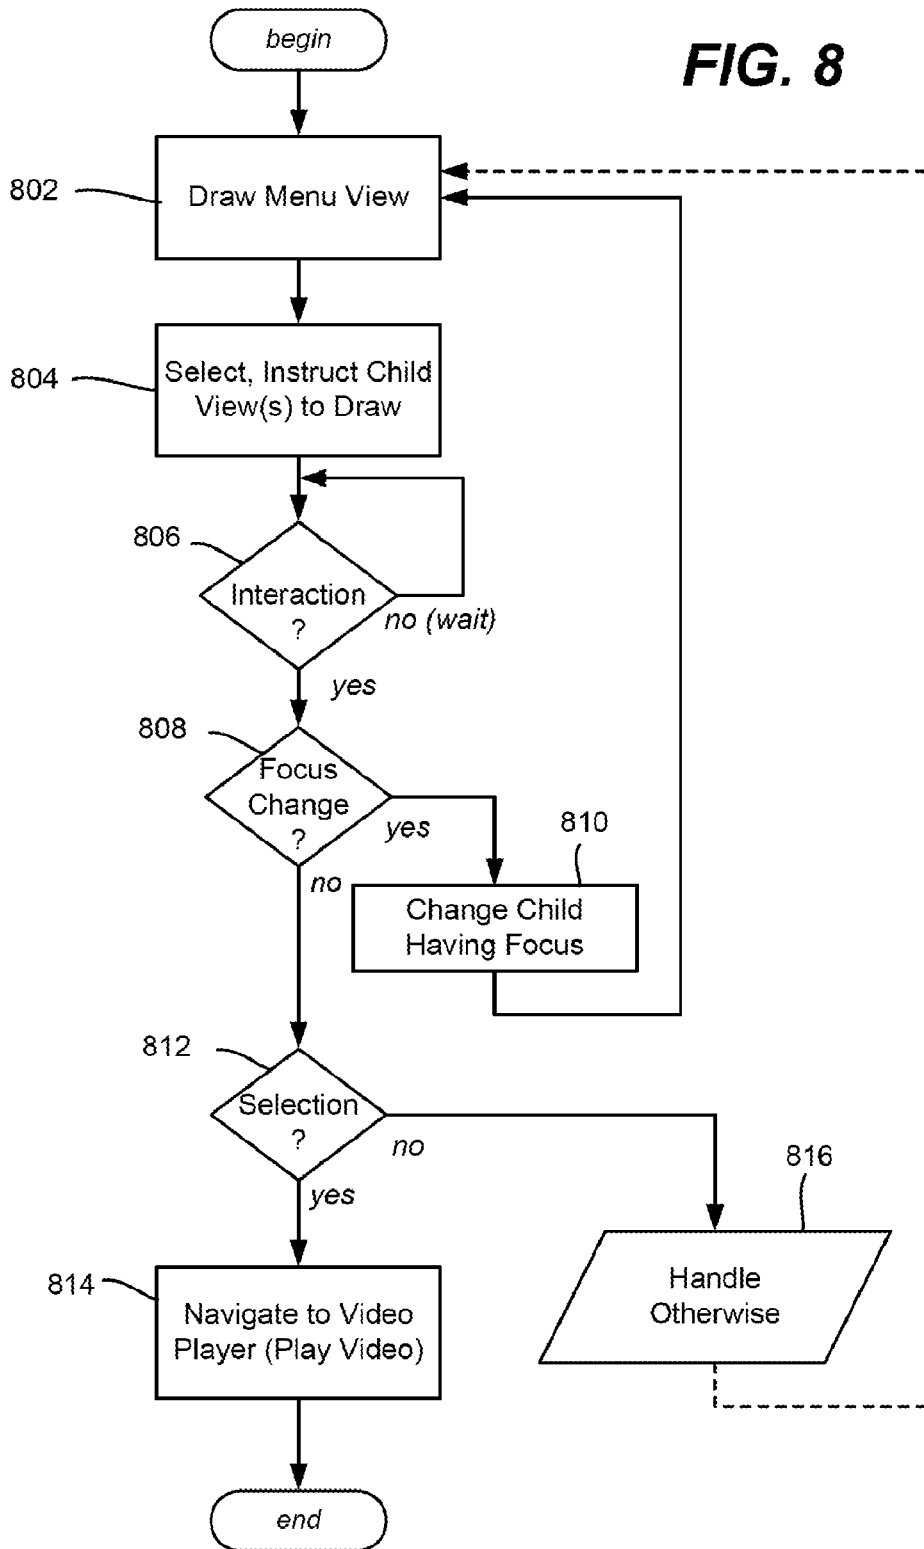 begin
FIG. 8
802
Draw Menu View
804
Select, Instruct Child
View(s) to Draw
806
Interaction
?
no (wait)
yes
808
Focus
Change
?
yes
no
810
Change Child
Having Focus
812
Selection
?
no
yes
816
Handle
Otherwise
814
Navigate to Video
Player (Play Video)
end